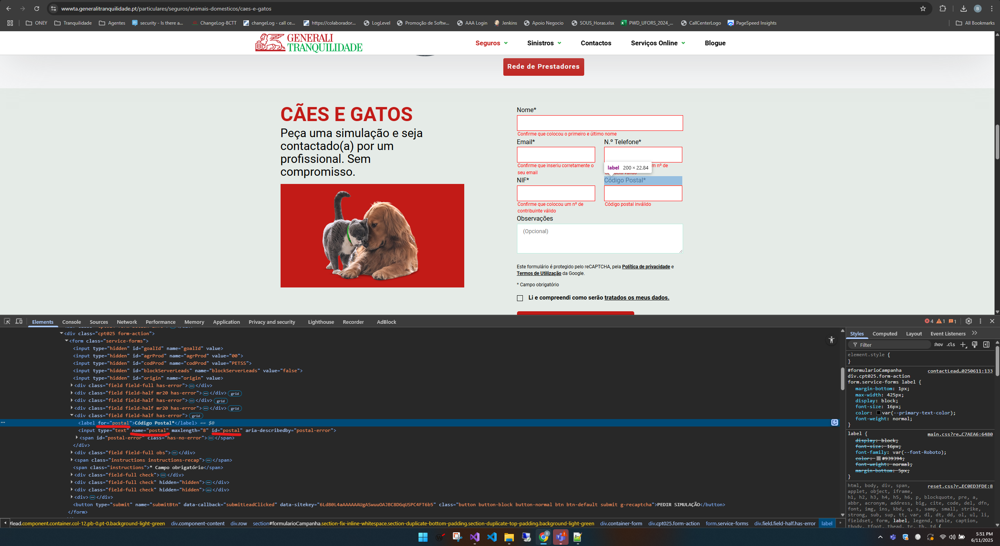 wwwta.generalitranquilidade.pt/particulares/seguros/animais-domesticos/caes-e-gatos
B
ONEY
Tranquilidade
Agentes
security - Is there a...
ChangeLog-BCTT
changeLog - call ce...
https://colaborador...
LogLevel
Promoção de Softw...
AAA Login
Jenkins
Apoio Negocio
SOUS_Horas.xlsx
PWD_UFORS_2024_...
CallCenterLogo
PageSpeed Insights
All Bookmarks
GENERALI
TRANQUILIDADE
Seguros
Sinistros
Contactos
Serviços Online
Blogue
Rede de Prestadores
CÃES E GATOS
Peça uma simulação e seja
contactado(a) por um
profissional. Sem
compromisso.
Nome*
Confirme que colocou o primeiro e último nome
Email*
N.º Telefone*
Confirme que inseriu corretamente o
seu email
label 200 × 22.84
m nº de
NIF*
Código Postal*
Confirme que colocou um nº de
contribuinte válido
Código postal inválido
Observações
(Opcional)
Este formulário é protegido pelo reCAPTCHA, pela Política de privacidade e
Termos de Utilização da Google.
* Campo obrigatório
Li e compreendi como serão tratados os meus dados.
Elements
Console
Sources
Network
Performance
Memory
Application
Privacy and security
Lighthouse
Recorder
AdBlock
4
1
1
<div class="cpt025 form-action">
<form class="service-forms">
<input type="hidden" id="goalId" name="goalId" value>
<input type="hidden" id="agrProd" name="agrProd" value="00">
<input type="hidden" id="codProd" name="codProd" value="PETSS">
<input type="hidden" id="blockServerLeads" name="blockServerLeads" value="false">
<input type="hidden" id="origin" name="origin" value>
<div class="field field-full has-error">…</div>
<div class="field field-half mr20 has-error">…</div> grid
<div class="field field-half has-error">…</div> grid
<div class="field field-half mr20 has-error">…</div> grid
<div class="field field-half has-error"> grid
<label for="postal">Código Postal*</label> == $0
<input type="text" name="postal" maxlength="8" id="postal" aria-describedby="postal-error">
<span id="postal-error" class="has-no-error">…</span>
</div>
<div class="field field-full obs">…</div>
<span class="instructions instructions-recap">…</span>
<span class="instructions">* Campo obrigatório</span>
<div class="field-full check">…</div>
<div class="field-full check" hidden="hidden">…</div>
<div class="field-full check" hidden="hidden">…</div>
<div>…</div>
<button type="submit" name="submitBtn" data-callback="submitLeadClicked" data-sitekey="6Ld80L4aAAAAAAUgASwuuOAJBC8DGqUSPC4FT6b5" class="button button-block button-normal btn btn-default submit g-recaptcha">PEDIR SIMULAÇÃO</button>
</form>
#lead.component.container.col-12.pb-0.pt-0.background-light-green
div.component-content
div.row
section#formularioCampanha.section-fix-inline-whitespace.section-duplicate-bottom-padding.section-duplicate-top-padding.background-light-green
div.container-form
div.cpt025.form-action
form.service-forms
div.field.field-half.has-error
label
Styles
Computed
Layout
Event Listeners
Filter
:hov
.cls
element.style {
}
#formularioCampanha contactLead…0250611:133
div.cpt025.form-action
form.service-forms label {
margin-bottom: 1px;
max-width: 425px;
display: block;
font-size: 16px;
color: var(--primary-text-color);
font-weight: normal;
}
label { main.css?re…C7AEA6:6480
display: block;
font-size: 16px;
font-family: var(--font-Roboto);
color: #939394;
font-weight: normal;
margin-bottom: 5px;
}
html, body, div, span, reset.css?r…EC0ED3FDE:8
applet, object, iframe,
h1, h2, h3, h4, h5, h6, p, blockquote, pre, a,
abbr, acronym, address, big, cite, code, del, dfn,
font, img, ins, kbd, q, s, samp, small, strike,
strong, sub, sup, tt, var, dl, dt, dd, ol, ul, li,
fieldset, form, label, legend, table, caption,
tbody, tfoot, thead, tr, th, td {
5:51 PM
6/11/2025